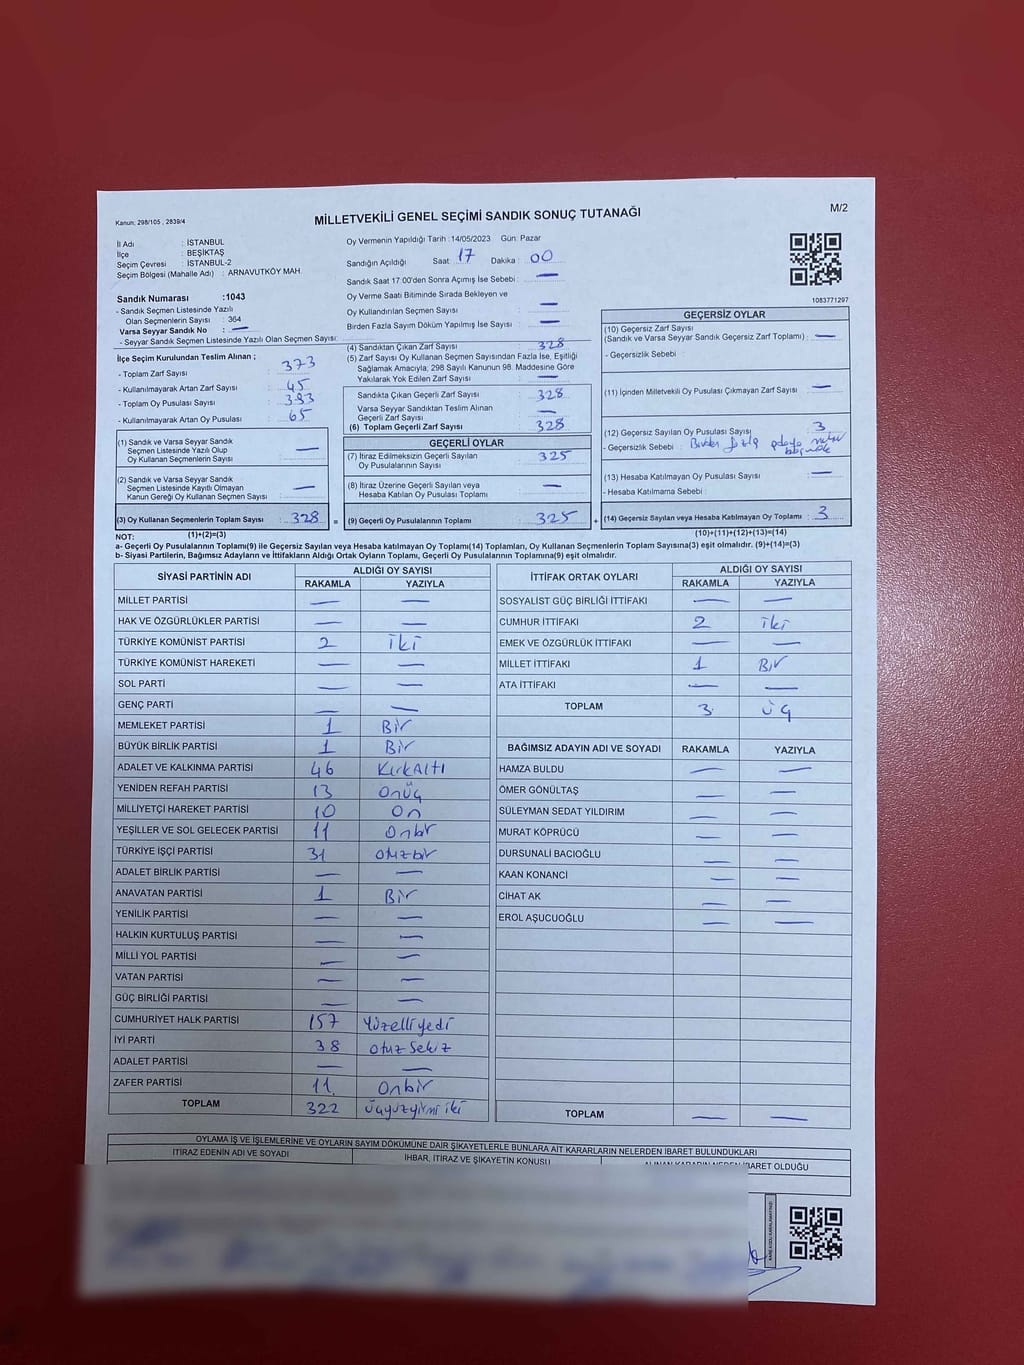 Kanun; 298/105 , 2839/4
MİLLETVEKİLİ GENEL SEÇİMİ SANDIK SONUÇ TUTANAĞI
M/2
İl Adı : İSTANBUL
İlçe : BEŞİKTAŞ
Seçim Çevresi : İSTANBUL-2
Seçim Bölgesi (Mahalle Adı) : ARNAVUTKÖY MAH.
Sandık Numarası :1043
- Sandık Seçmen Listesinde Yazılı
Olan Seçmenlerin Sayısı : 364
Varsa Seyyar Sandık No : —
- Seyyar Sandık Seçmen Listesinde Yazılı Olan Seçmen Sayısı:
İlçe Seçim Kurulundan Teslim Alınan ;
- Toplam Zarf Sayısı : 373
- Kullanılmayarak Artan Zarf Sayısı : 45
- Toplam Oy Pusulası Sayısı : 393
- Kullanılmayarak Artan Oy Pusulası : 65
(1) Sandık ve Varsa Seyyar Sandık
Seçmen Listesinde Yazılı Olup
Oy Kullanan Seçmenlerin Sayısı : —
(2) Sandık ve Varsa Seyyar Sandık
Seçmen Listesinde Kayıtlı Olmayan
Kanun Gereği Oy Kullanan Seçmen Sayısı : —
(3) Oy Kullanan Seçmenlerin Toplam Sayısı : 328
(1)+(2)=(3)
Oy Vermenin Yapıldığı Tarih :14/05/2023 Gün: Pazar
Sandığın Açıldığı Saat : 17 Dakika : 00
Sandık Saat 17:00'den Sonra Açımış İse Sebebi : —
Oy Verme Saati Bitiminde Sırada Bekleyen ve
Oy Kullandırılan Seçmen Sayısı : —
Birden Fazla Sayım Döküm Yapılmış İse Sayısı : —
(4) Sandıktan Çıkan Zarf Sayısı : 328
(5) Zarf Sayısı Oy Kullanan Seçmen Sayısından Fazla İse, Eşitliği
Sağlamak Amacıyla; 298 Sayılı Kanunun 98. Maddesine Göre
Yakılarak Yok Edilen Zarf Sayısı : —
Sandıkta Çıkan Geçerli Zarf Sayısı : 328
Varsa Seyyar Sandıktan Teslim Alınan
Geçerli Zarf Sayısı : —
(6) Toplam Geçerli Zarf Sayısı : 328
GEÇERLİ OYLAR
(7) İtiraz Edilmeksizin Geçerli Sayılan
Oy Pusulalarının Sayısı : 325
(8) İtiraz Üzerine Geçerli Sayılan veya
Hesaba Katılan Oy Pusulası Toplamı : —
= (9) Geçerli Oy Pusulalarının Toplamı : 325 +
1083771297
GEÇERSİZ OYLAR
(10) Geçersiz Zarf Sayısı
(Sandık ve Varsa Seyyar Sandık Geçersiz Zarf Toplamı) : —
- Geçersizlik Sebebi :
(11) İçinden Milletvekili Oy Pusulası Çıkmayan Zarf Sayısı : —
(12) Geçersiz Sayılan Oy Pusulası Sayısı : 3
- Geçersizlik Sebebi : Birden fazla
(13) Hesaba Katılmayan Oy Pusulası Sayısı : —
- Hesaba Katılmama Sebebi :
(14) Geçersiz Sayılan veya Hesaba Katılmayan Oy Toplamı : 3
(10)+(11)+(12)+(13)=(14)
NOT:
a- Geçerli Oy Pusulalarının Toplamı(9) ile Geçersiz Sayılan veya Hesaba katılmayan Oy Toplamı(14) Toplamları, Oy Kullanan Seçmenlerin Toplam Sayısına(3) eşit olmalıdır. (9)+(14)=(3)
b- Siyasi Partilerin, Bağımsız Adayların ve İttifakların Aldığı Ortak Oyların Toplamı, Geçerli Oy Pusulalarının Toplamına(9) eşit olmalıdır.
SİYASİ PARTİNİN ADI ALDIĞI OY SAYISI
RAKAMLA YAZIYLA
MİLLET PARTİSİ — —
HAK VE ÖZGÜRLÜKLER PARTİSİ — —
TÜRKİYE KOMÜNİST PARTİSİ 2 iki
TÜRKİYE KOMÜNİST HAREKETİ — —
SOL PARTİ — —
GENÇ PARTİ — —
MEMLEKET PARTİSİ 1 Bir
BÜYÜK BİRLİK PARTİSİ 1 Bir
ADALET VE KALKINMA PARTİSİ 46 KırkAltı
YENİDEN REFAH PARTİSİ 13 Onüç
MİLLİYETÇİ HAREKET PARTİSİ 10 On
YEŞİLLER VE SOL GELECEK PARTİSİ 11 Onbir
TÜRKİYE İŞÇİ PARTİSİ 31 otuzbir
ADALET BİRLİK PARTİSİ — —
ANAVATAN PARTİSİ 1 Bir
YENİLİK PARTİSİ — —
HALKIN KURTULUŞ PARTİSİ — —
MİLLİ YOL PARTİSİ — —
VATAN PARTİSİ — —
GÜÇ BİRLİĞİ PARTİSİ — —
CUMHURİYET HALK PARTİSİ 157 Yüzelliyedi
İYİ PARTİ 38 otuz sekiz
ADALET PARTİSİ — —
ZAFER PARTİSİ 11. Onbir
TOPLAM 322 üçyüzyirmi iki
İTTİFAK ORTAK OYLARI ALDIĞI OY SAYISI
RAKAMLA YAZIYLA
SOSYALİST GÜÇ BİRLİĞİ İTTİFAKI — —
CUMHUR İTTİFAKI 2 iki
EMEK VE ÖZGÜRLÜK İTTİFAKI — —
MİLLET İTTİFAKI 1 Bir
ATA İTTİFAKI — —
TOPLAM 3 üç
BAĞIMSIZ ADAYIN ADI VE SOYADI RAKAMLA YAZIYLA
HAMZA BULDU — —
ÖMER GÖNÜLTAŞ — —
SÜLEYMAN SEDAT YILDIRIM — —
MURAT KÖPRÜCÜ — —
DURSUNALİ BACIOĞLU — —
KAAN KONANCİ — —
CİHAT AK — —
EROL AŞUCUOĞLU — —
TOPLAM — —
OYLAMA İŞ VE İŞLEMLERİNE VE OYLARIN SAYIM DÖKÜMÜNE DAİR ŞİKAYETLERLE BUNLARA AİT KARARLARIN NELERDEN İBARET BULUNDUKLARI
İTİRAZ EDENİN ADI VE SOYADI İHBAR, İTİRAZ VE ŞİKAYETİN KONUSU ALINAN KARARIN NEDEN İBARET OLDUĞU